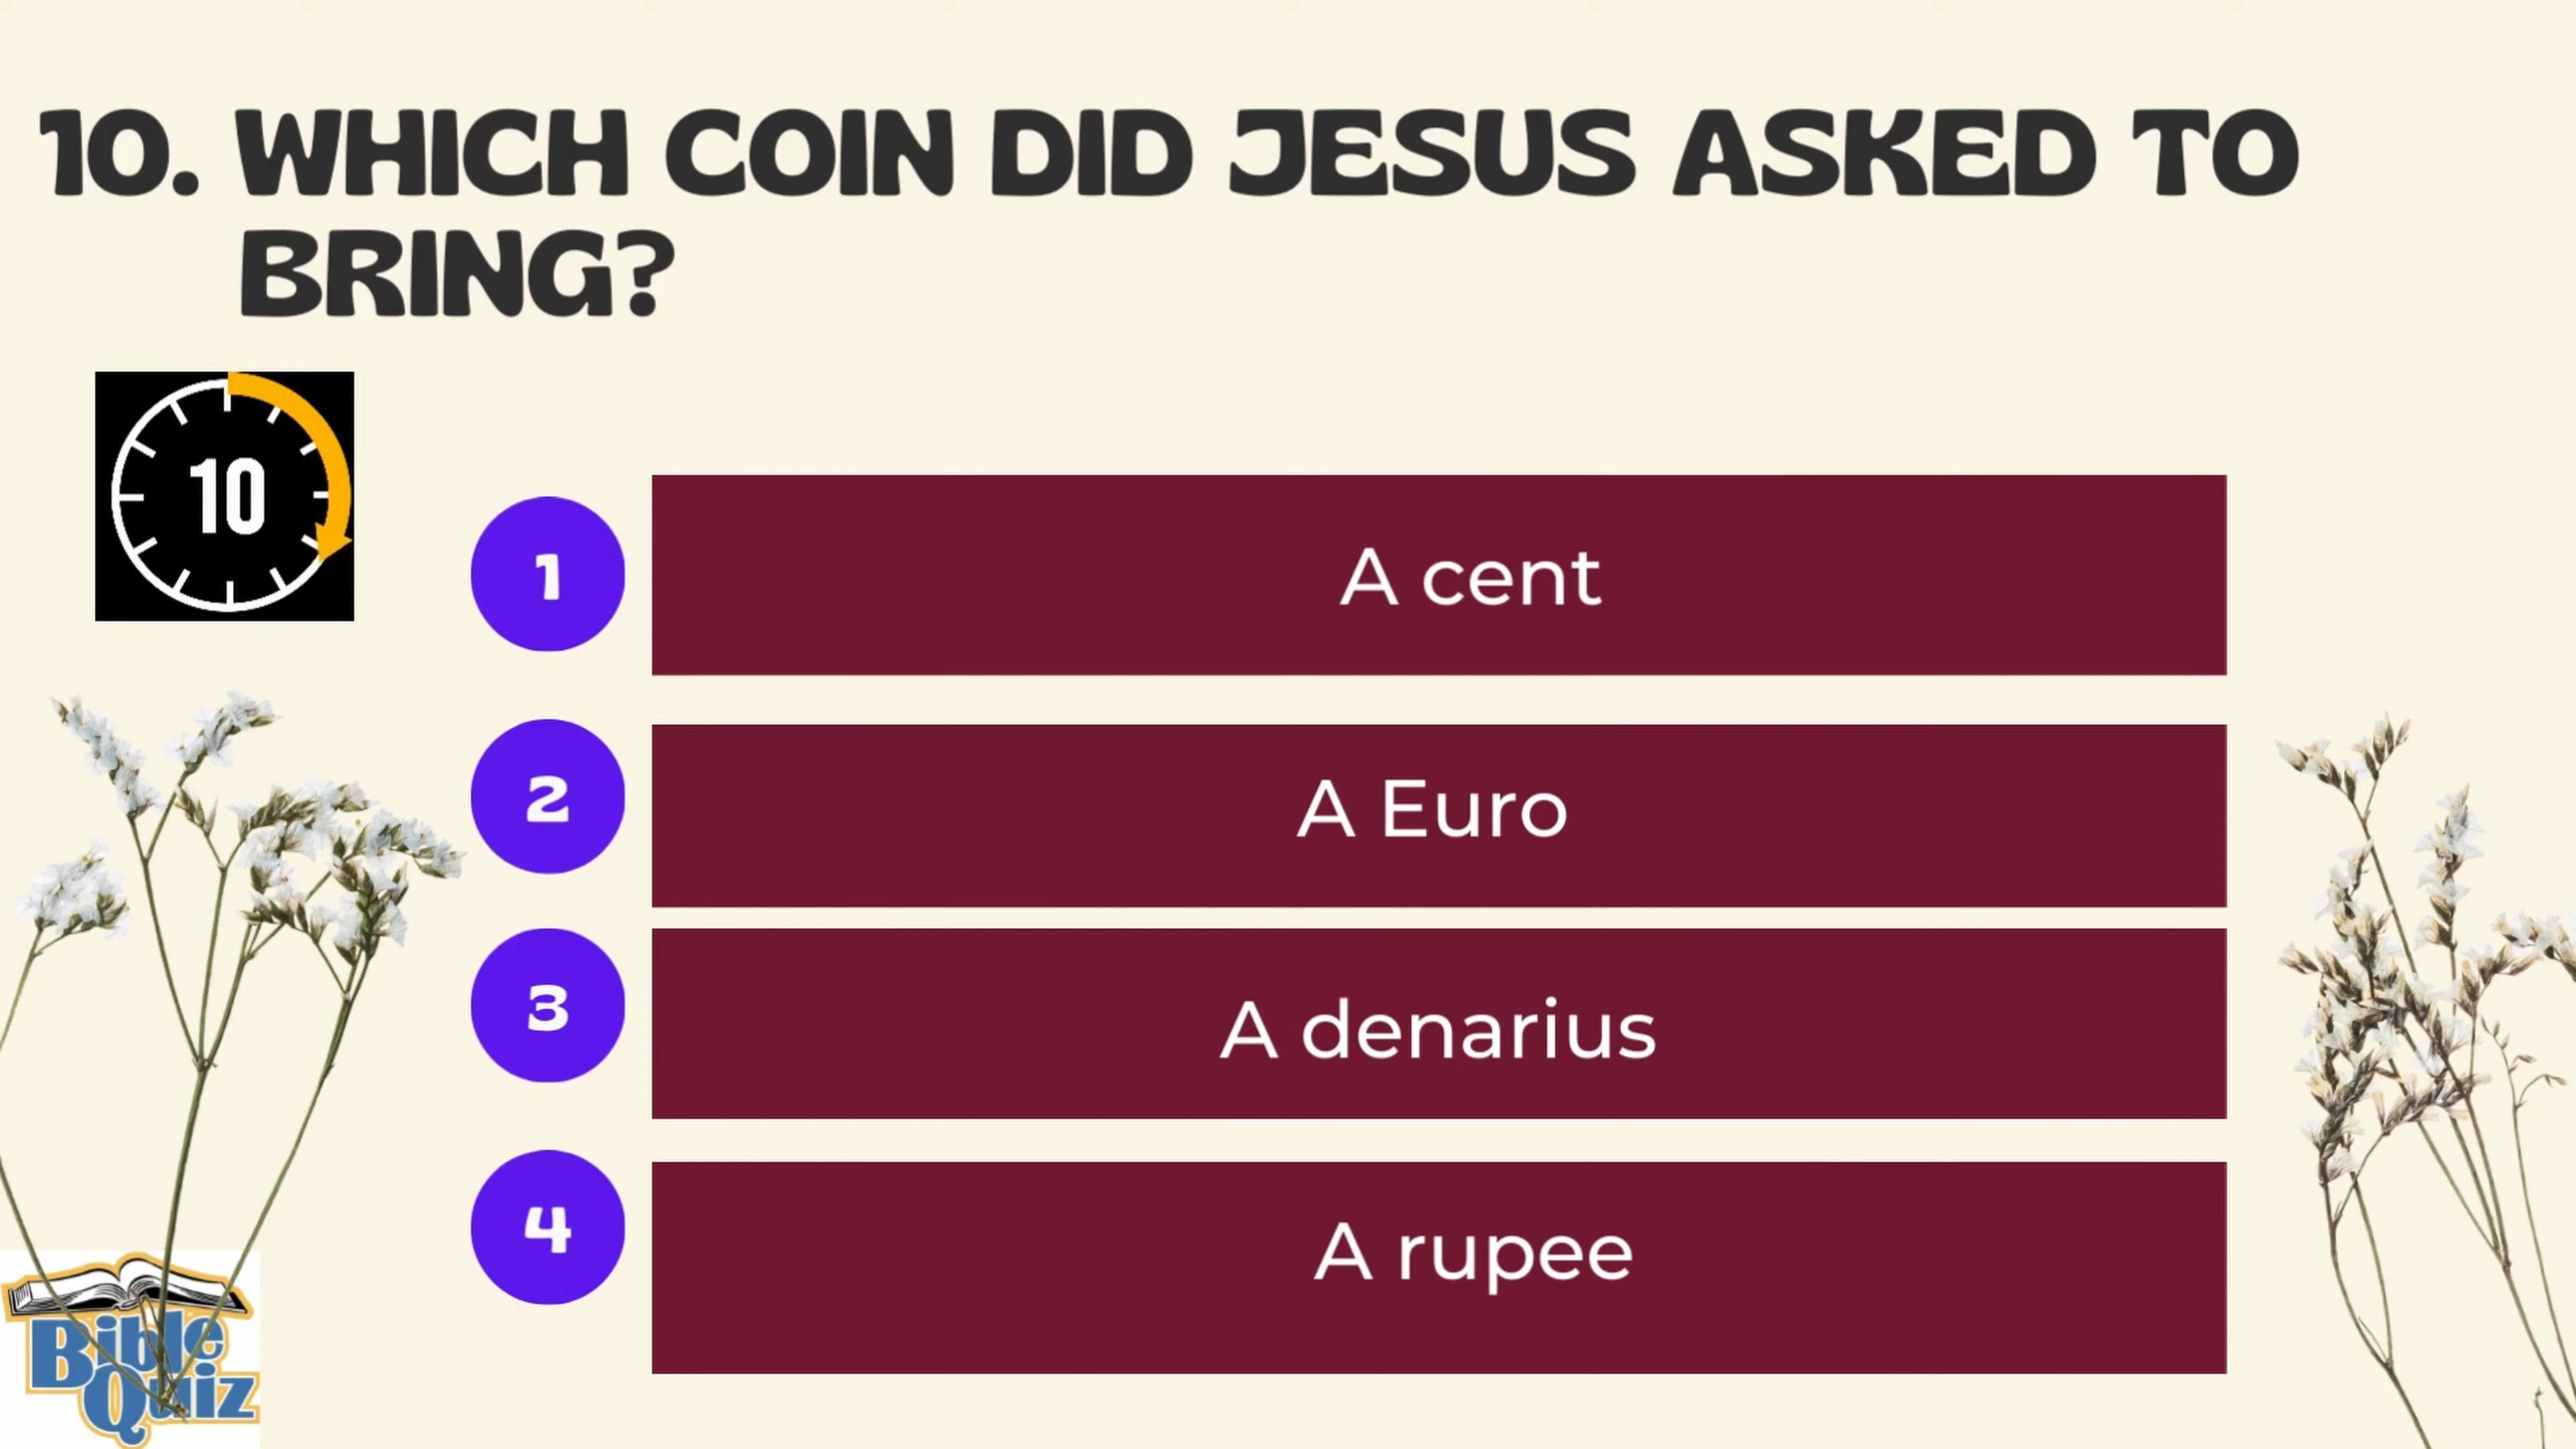 10. WHICH COIN DID JESUS ASKED TO
BRING?
10
1
A cent
2
A Euro
3
A denarius
4
A rupee
Bible
Quiz